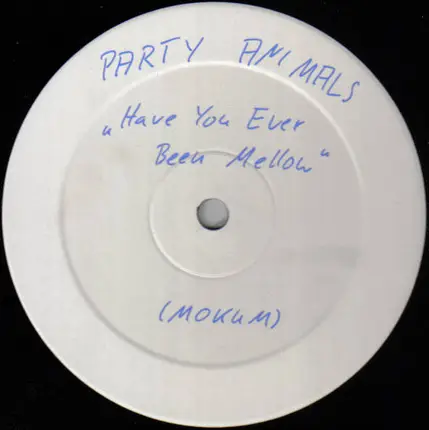 PARTY ANIMALS
„Have You Ever
Been Mellow"
(MOKUM)